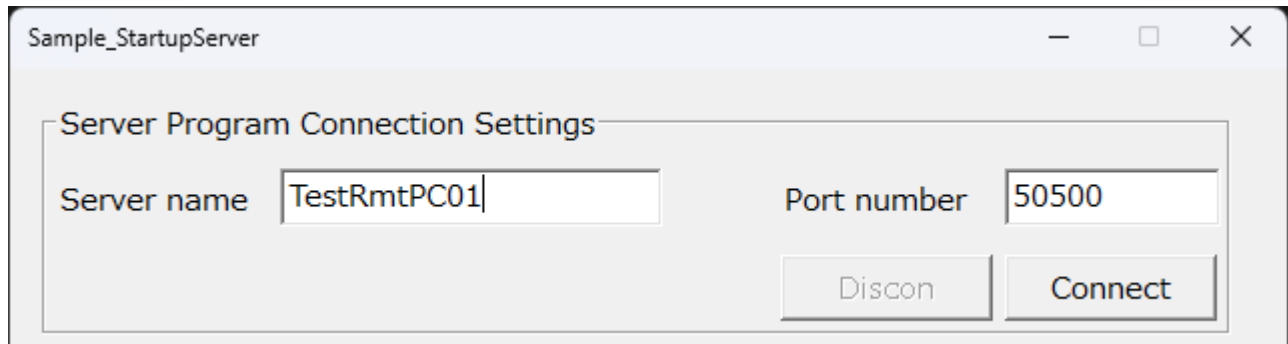 Sample_StartupServer
Server Program Connection Settings
Server name TestRmtPC01 Port number 50500
Discon Connect